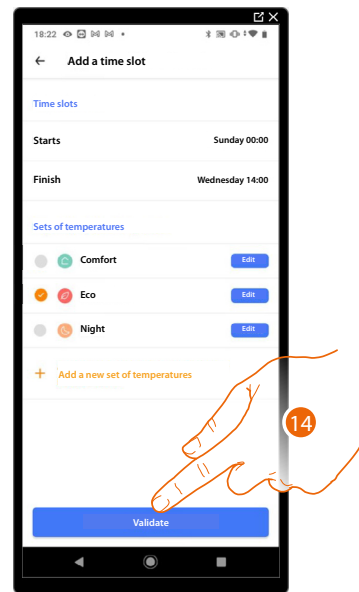 18:22
Add a time slot
Time slots
Starts Sunday 00:00
Finish Wednesday 14:00
Sets of temperatures
Comfort Edit
Eco Edit
Night Edit
+ Add a new set of temperatures
14
Validate